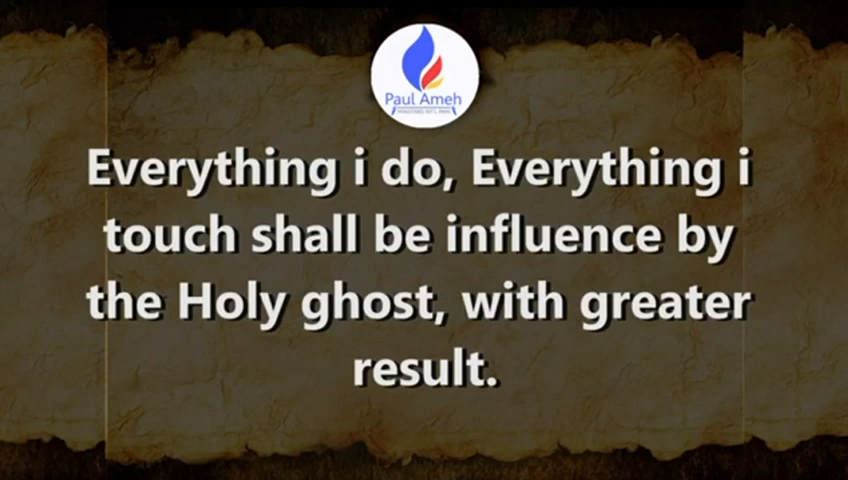 Paul Ameh
Everything i do, Everything i
touch shall be influence by
the Holy ghost, with greater
result.